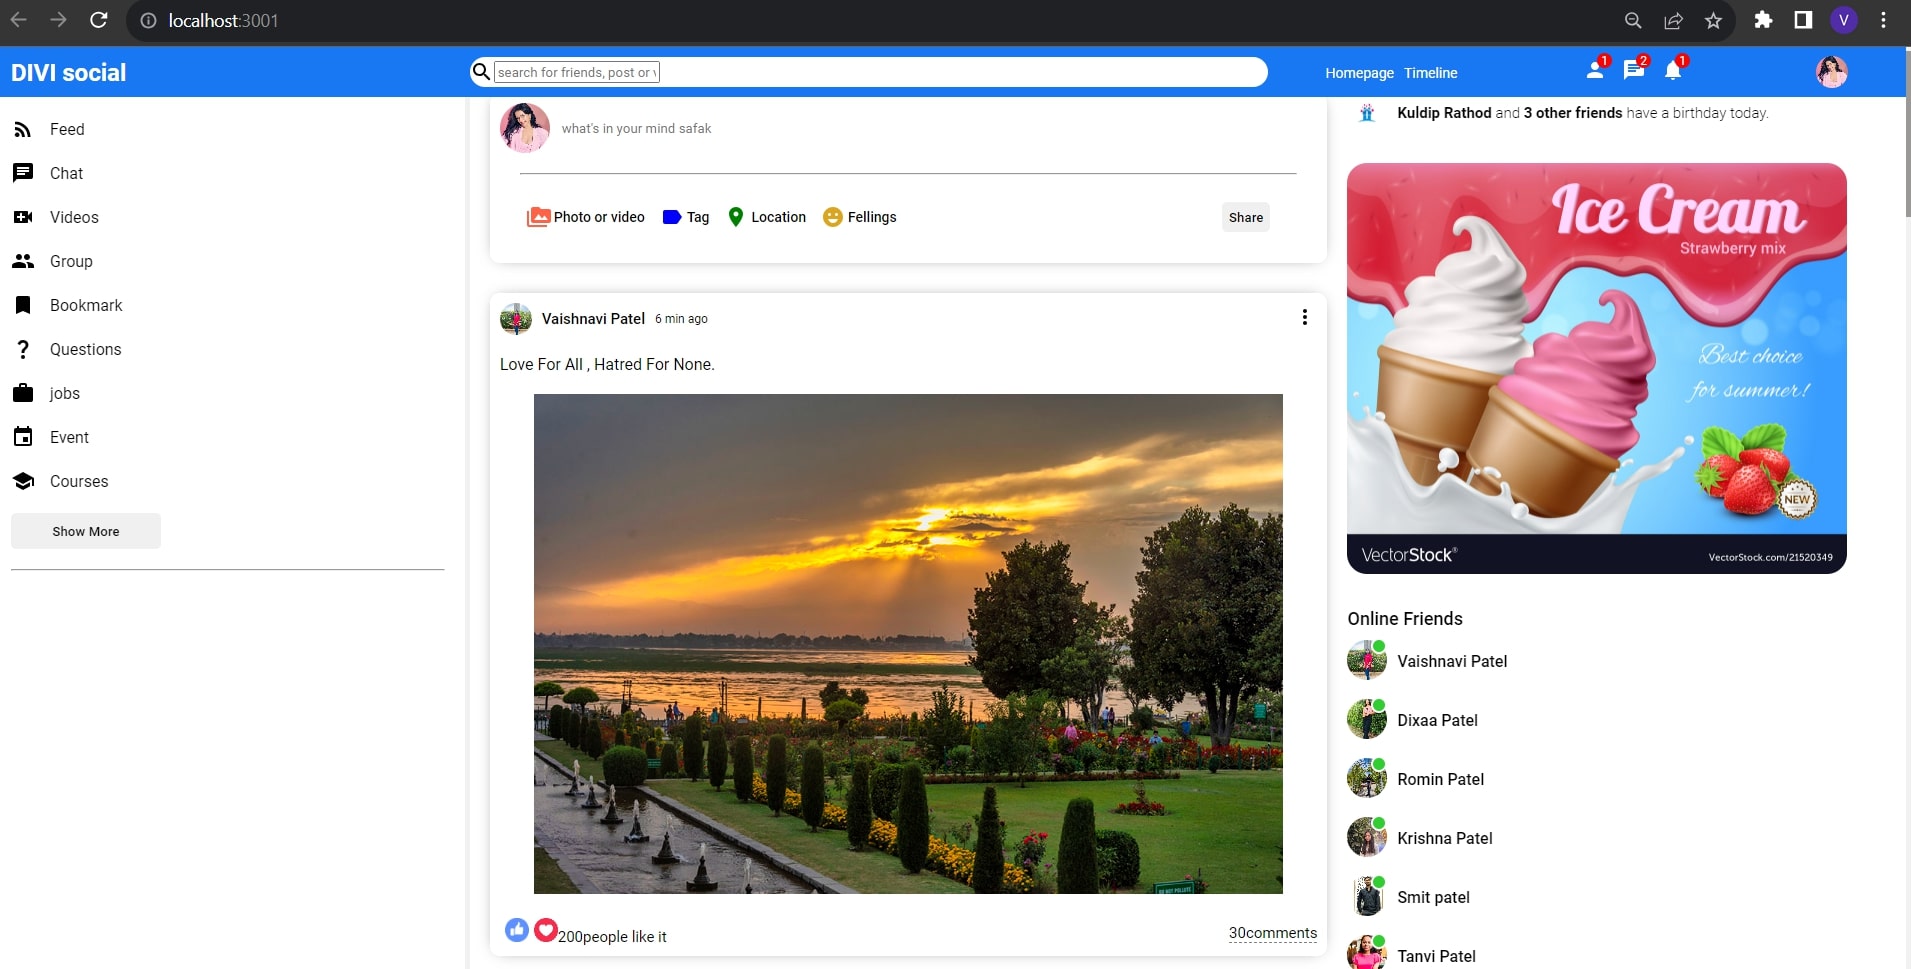 localhost:3001
V
DIVI social
search for friends, post or v
Homepage Timeline
1
2
1
Feed
Chat
Videos
Group
Bookmark
Questions
jobs
Event
Courses
Show More
what's in your mind safak
Photo or video
Tag
Location
Fellings
Share
Vaishnavi Patel 6 min ago
Love For All , Hatred For None.
DO NOT POLLUTE
200people like it
30comments
Kuldip Rathod and 3 other friends have a birthday today.
Ice Cream
Strawberry mix
Best choice
for summer!
NEW
VectorStock®
VectorStock.com/21520349
Online Friends
Vaishnavi Patel
Dixaa Patel
Romin Patel
Krishna Patel
Smit patel
Tanvi Patel